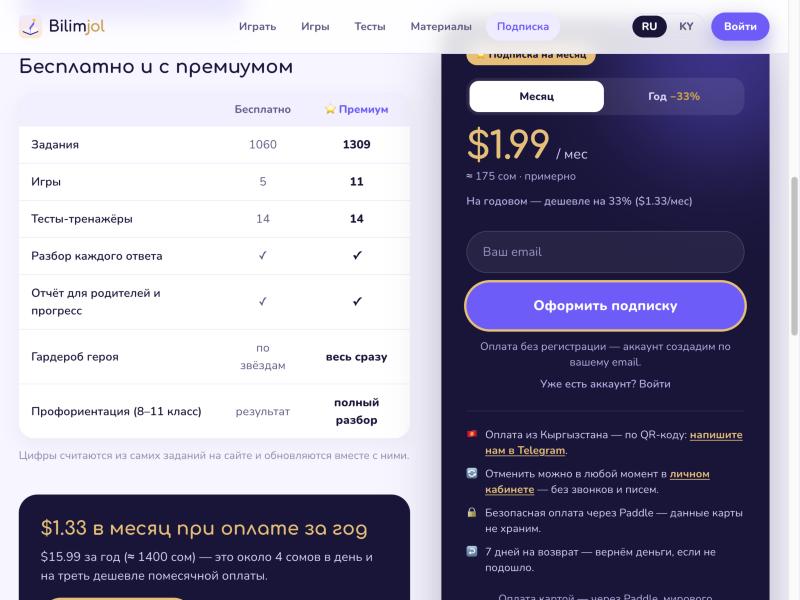 Bilimjol
Играть
Игры
Тесты
Материалы
Подписка
RU
KY
Войти
Бесплатно и с премиумом
Бесплатно
⭐ Премиум
Задания 1060 1309
Игры 5 11
Тесты-тренажёры 14 14
Разбор каждого ответа ✓ ✓
Отчёт для родителей и
прогресс ✓ ✓
Гардероб героя по
звёздам весь сразу
Профориентация (8–11 класс) результат полный
разбор
Цифры считаются из самих заданий на сайте и обновляются вместе с ними.
$1.33 в месяц при оплате за год
$15.99 за год (≈ 1400 сом) — это около 4 сомов в день и
на треть дешевле помесячной оплаты.
⭐ Подписка на месяц
Месяц
Год −33%
$1.99 / мес
≈ 175 сом · примерно
На годовом — дешевле на 33% ($1.33/мес)
Ваш email
Оформить подписку
Оплата без регистрации — аккаунт создадим по
вашему email.
Уже есть аккаунт? Войти
Оплата из Кыргызстана — по QR-коду: напишите
нам в Telegram.
Отменить можно в любой момент в личном
кабинете — без звонков и писем.
Безопасная оплата через Paddle — данные карты
не храним.
7 дней на возврат — вернём деньги, если не
подошло.
Оплата картой — через Paddle, мирового